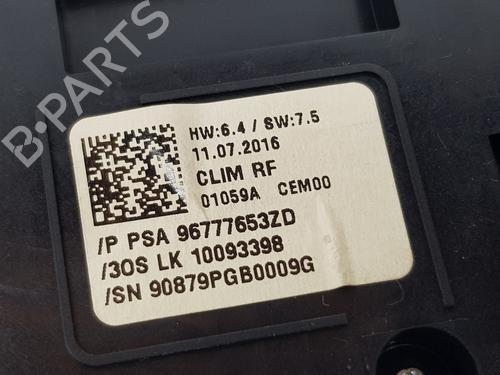 B-PARTS
HW:6.4 / SW:7.5
11.07.2016
CLIM RF
01059A CEM00
/P PSA 96777653ZD
/3OS LK 10093398
/SN 90879PGB0009G